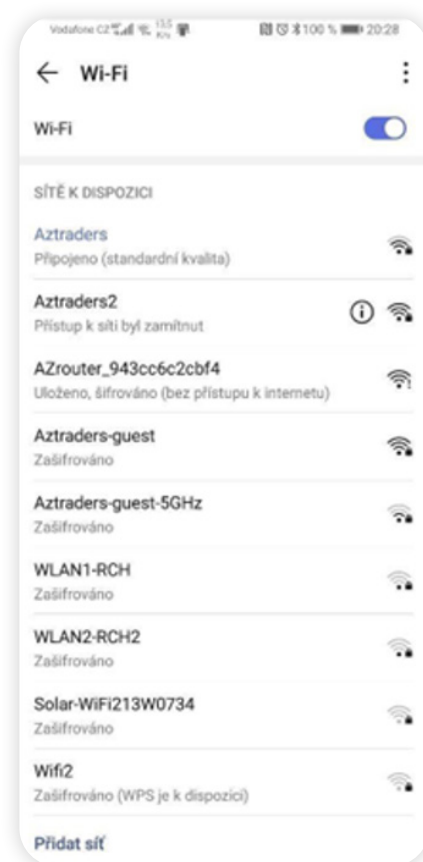 Vodafone CZ 13,5 K/s 100 % 20:28
Wi-Fi
Wi-Fi
SÍTĚ K DISPOZICI
Aztraders
Připojeno (standardní kvalita)
Aztraders2
Přístup k síti byl zamítnut
AZrouter_943cc6c2cbf4
Uloženo, šifrováno (bez přístupu k internetu)
Aztraders-guest
Zašifrováno
Aztraders-guest-5GHz
Zašifrováno
WLAN1-RCH
Zašifrováno
WLAN2-RCH2
Zašifrováno
Solar-WiFi213W0734
Zašifrováno
Wifi2
Zašifrováno (WPS je k dispozici)
Přidat síť